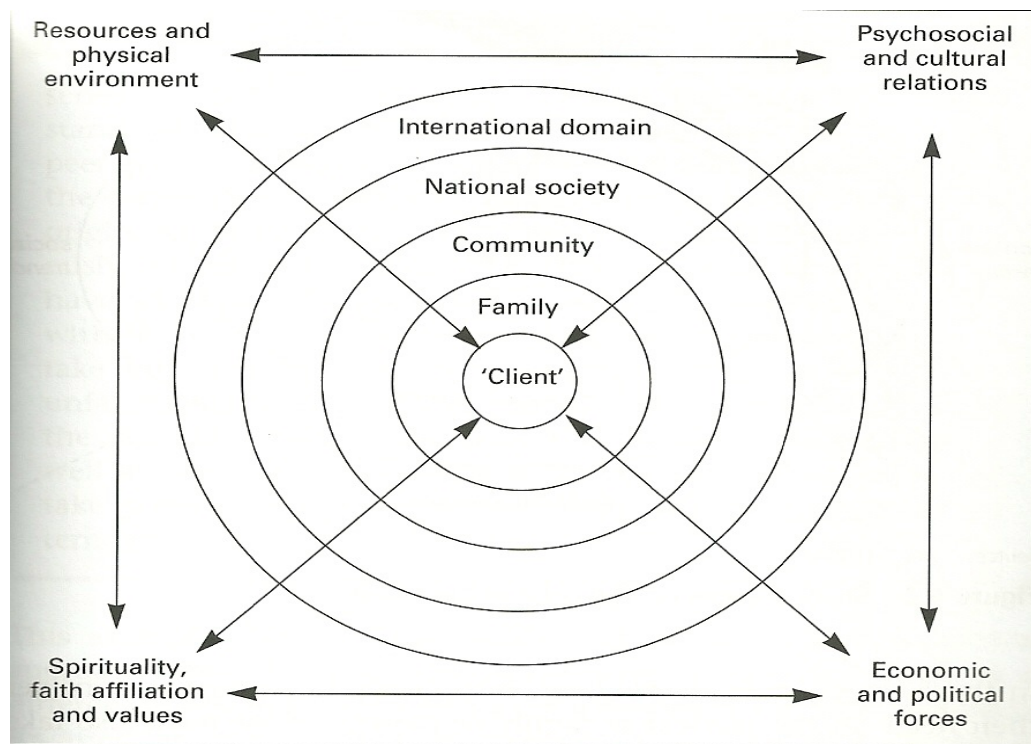 Resources and
physical
environment
Psychosocial
and cultural
relations
International domain
National society
Community
Family
'Client'
Spirituality,
faith affiliation
and values
Economic
and political
forces